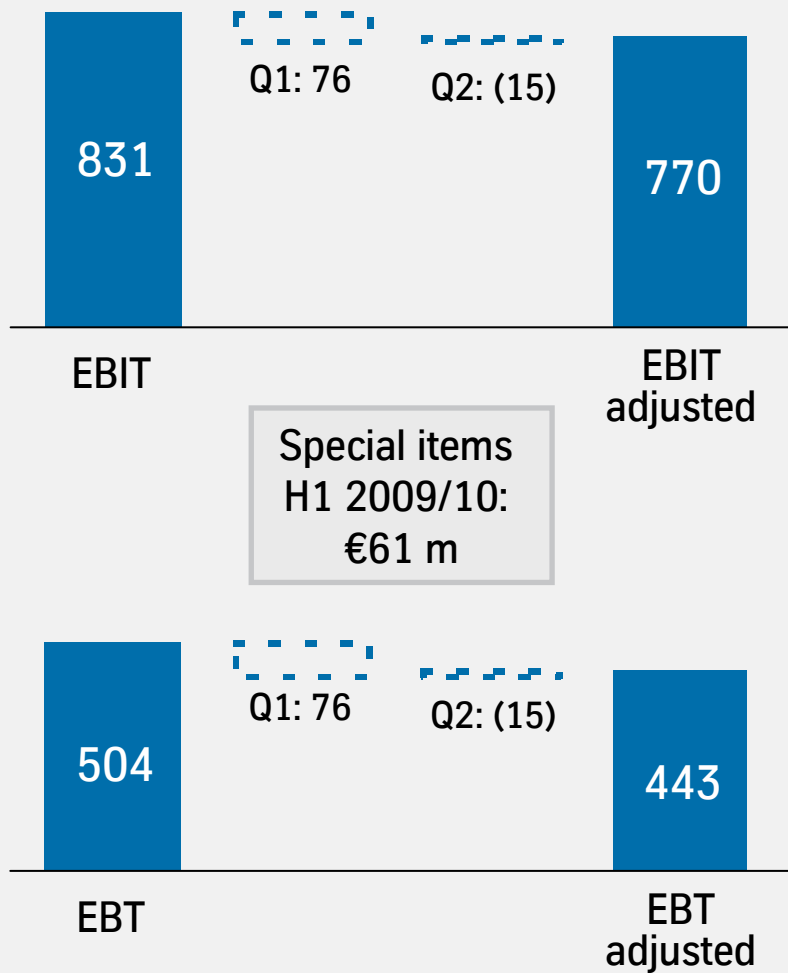 831
Q1: 76
Q2: (15)
770
EBIT
EBIT
adjusted
Special items
H1 2009/10:
€61 m
504
Q1: 76
Q2: (15)
443
EBT
EBT
adjusted